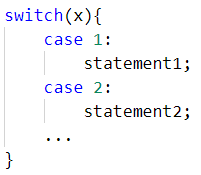 switch(x){
    case 1:
        statement1;
    case 2:
        statement2;
    ...
}